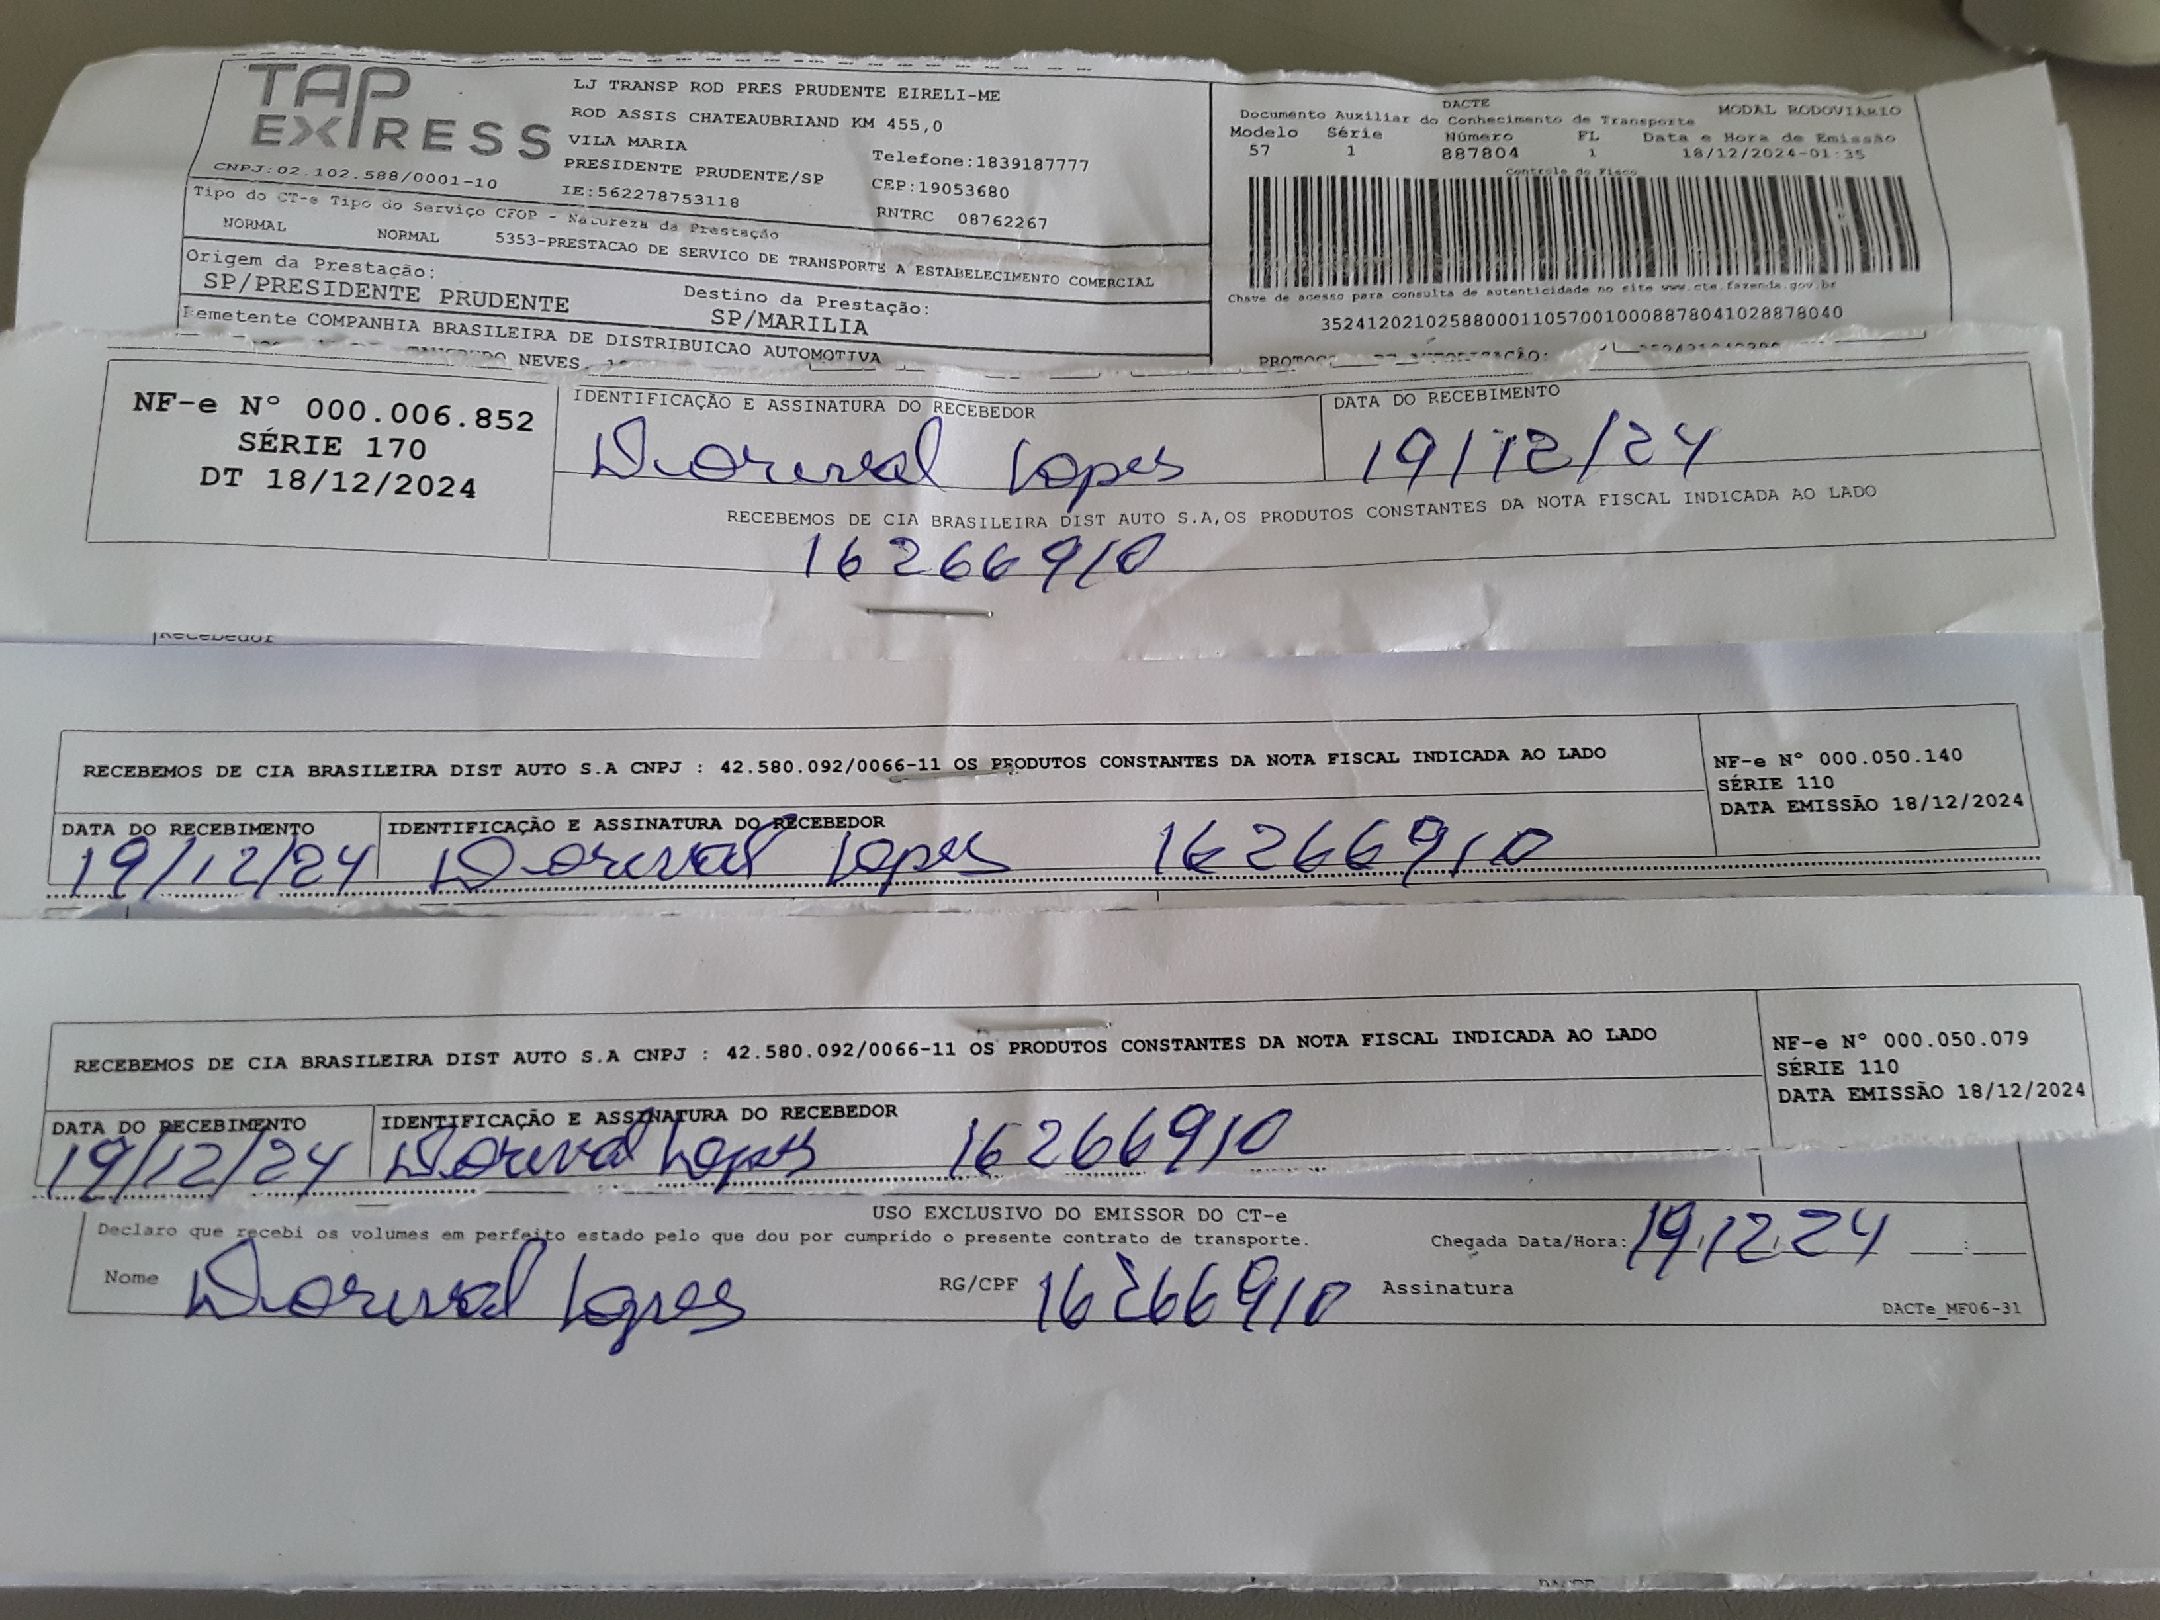 TAP EXPRESS
CNPJ:02.102.588/0001-10
LJ TRANSP ROD PRES PRUDENTE EIRELI-ME
ROD ASSIS CHATEAUBRIAND KM 455,0
VILA MARIA
PRESIDENTE PRUDENTE/SP
IE:562278753118
Telefone:1839187777
CEP:19053680
RNTRC 08762267
DACTE MODAL RODOVIÁRIO
Documento Auxiliar do Conhecimento de Transporte
Modelo Série Número FL Data e Hora de Emissão
57 1 887804 1 18/12/2024-01:35
Controle do Fisco
Chave de acesso para consulta de autenticidade no site www.cte.fazenda.gov.br
35241202102588000110570010008878041028878040
Tipo do CT-e Tipo do Serviço CFOP - Natureza da Prestação
NORMAL NORMAL 5353-PRESTACAO DE SERVICO DE TRANSPORTE A ESTABELECIMENTO COMERCIAL
Origem da Prestação:
SP/PRESIDENTE PRUDENTE
Destino da Prestação:
SP/MARILIA
Remetente COMPANHIA BRASILEIRA DE DISTRIBUICAO AUTOMOTIVA
NEVES,
NF-e N° 000.006.852
SÉRIE 170
DT 18/12/2024
IDENTIFICAÇÃO E ASSINATURA DO RECEBEDOR
Dorival Lopes
DATA DO RECEBIMENTO
19/12/24
RECEBEMOS DE CIA BRASILEIRA DIST AUTO S.A,OS PRODUTOS CONSTANTES DA NOTA FISCAL INDICADA AO LADO
16266910
Recebedor
RECEBEMOS DE CIA BRASILEIRA DIST AUTO S.A CNPJ : 42.580.092/0066-11 OS PRODUTOS CONSTANTES DA NOTA FISCAL INDICADA AO LADO
NF-e N° 000.050.140
SÉRIE 110
DATA EMISSÃO 18/12/2024
DATA DO RECEBIMENTO IDENTIFICAÇÃO E ASSINATURA DO RECEBEDOR
19/12/24 Dorival Lopes 16266910
RECEBEMOS DE CIA BRASILEIRA DIST AUTO S.A CNPJ : 42.580.092/0066-11 OS PRODUTOS CONSTANTES DA NOTA FISCAL INDICADA AO LADO
NF-e N° 000.050.079
SÉRIE 110
DATA EMISSÃO 18/12/2024
DATA DO RECEBIMENTO IDENTIFICAÇÃO E ASSINATURA DO RECEBEDOR
19/12/24 Dorival Lopes 16266910
USO EXCLUSIVO DO EMISSOR DO CT-e
Declaro que recebi os volumes em perfeito estado pelo que dou por cumprido o presente contrato de transporte.
Chegada Data/Hora: 19.12.24 ___:___
Nome Dorival Lopes RG/CPF 16266910 Assinatura
DACTe_MF06-31